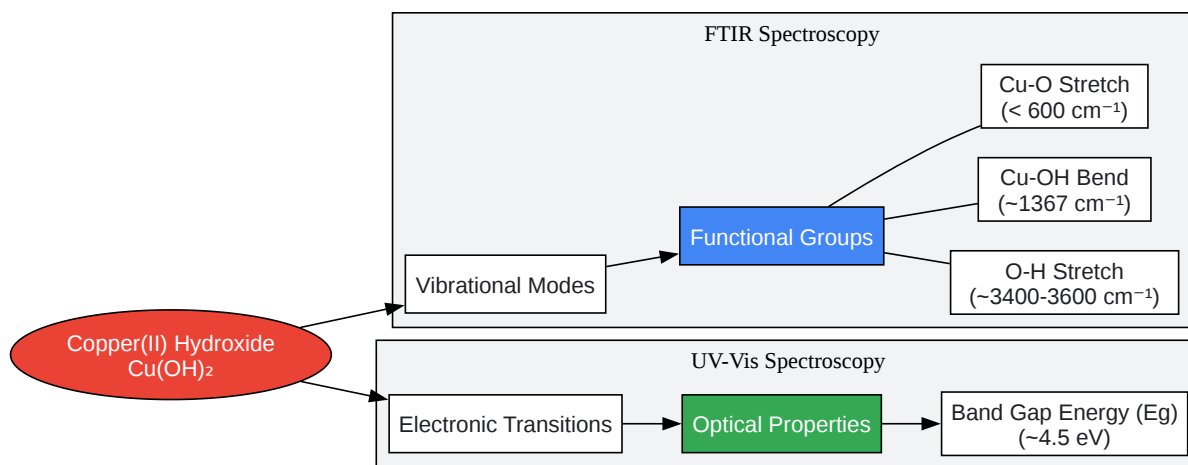 FTIR Spectroscopy
Cu-O Stretch
(< 600 cm⁻¹)
Cu-OH Bend
(~1367 cm⁻¹)
Functional Groups
O-H Stretch
(~3400-3600 cm⁻¹)
Vibrational Modes
Copper(II) Hydroxide
Cu(OH)₂
UV-Vis Spectroscopy
Electronic Transitions
Optical Properties
Band Gap Energy (Eg)
(~4.5 eV)